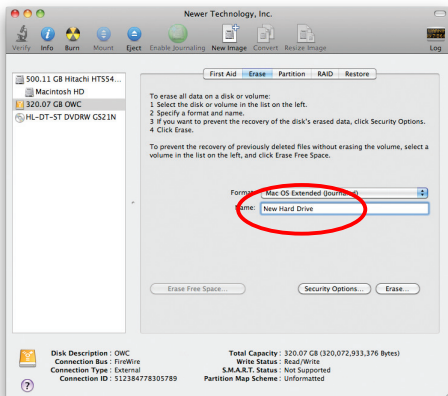 Newer Technology, Inc.
Verify Info Burn Mount Eject Enable Journaling New Image Convert Resize Image Log
500.11 GB Hitachi HTS54...
Macintosh HD
320.07 GB OWC
HL-DT-ST DVDRW GS21N
First Aid Erase Partition RAID Restore
To erase all data on a disk or volume:
1 Select the disk or volume in the list on the left.
2 Specify a format and name.
3 If you want to prevent the recovery of the disk's erased data, click Security Options.
4 Click Erase.
To prevent the recovery of previously deleted files without erasing the volume, select a
volume in the list on the left, and click Erase Free Space.
Format: Mac OS Extended (Journaled)
Name: New Hard Drive
Erase Free Space... Security Options... Erase...
Disk Description : OWC Total Capacity : 320.07 GB (320,072,933,376 Bytes)
Connection Bus : FireWire Write Status : Read/Write
Connection Type : External S.M.A.R.T. Status : Not Supported
Connection ID : 512384778305789 Partition Map Scheme : Unformatted
?